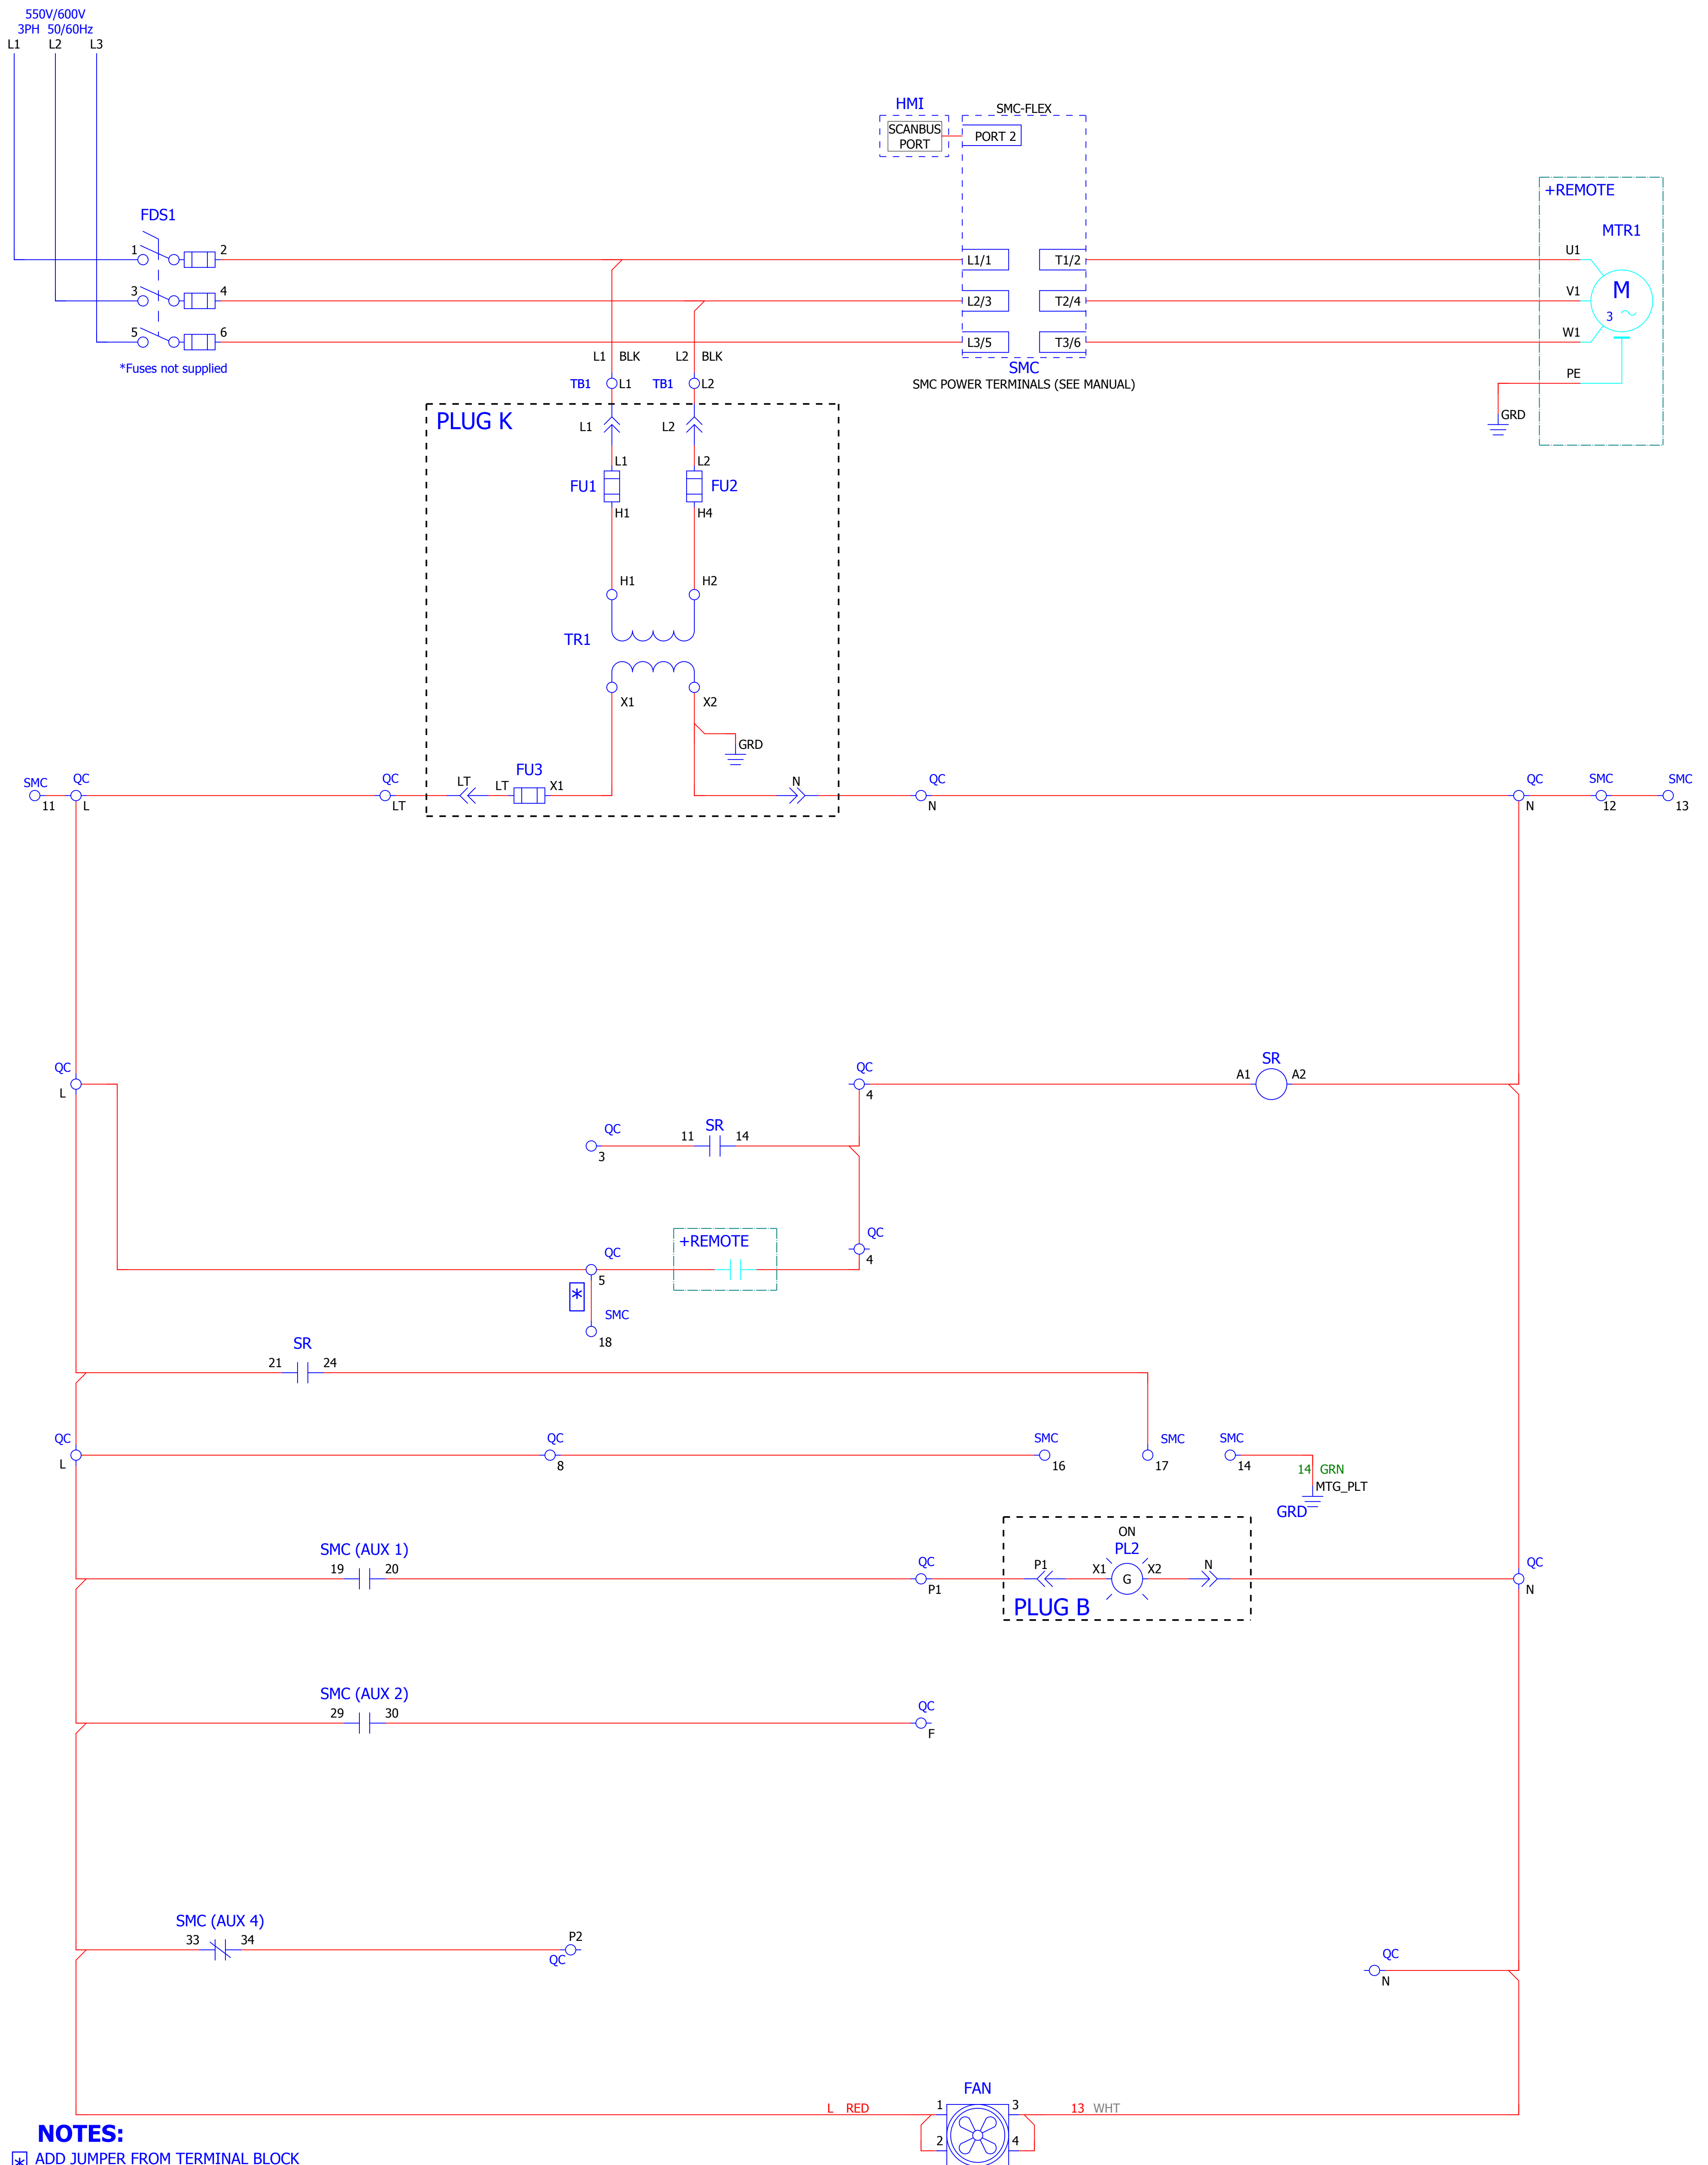 550V/600V
3PH 50/60Hz
L1 L2 L3
HMI
SCANBUS
PORT
SMC-FLEX
PORT 2
+REMOTE
MTR1
FDS1
1 2
L1/1 T1/2
U1
3 4
L2/3 T2/4
V1
M
3
5 6
L3/5 T3/6
W1
*Fuses not supplied
L1 BLK L2 BLK
SMC
SMC POWER TERMINALS (SEE MANUAL)
PE
TB1 L1 TB1 L2
GRD
PLUG K
L1 L2
L1 L2
FU1 FU2
H1 H4
H1 H2
TR1
X1 X2
GRD
SMC QC QC LT LT FU3 X1 N QC QC SMC SMC
11 L LT N N 12 13
QC QC SR
L 4 A1 A2
QC SR
3 11 14
QC
4
+REMOTE
QC
5
*
SMC
18
SR
21 24
QC QC SMC SMC SMC
L 8 16 17 14
14 GRN
MTG_PLT
GRD
ON
PL2
SMC (AUX 1)
19 20
QC
P1
P1 X1 G X2 N
PLUG B
QC
N
SMC (AUX 2)
29 30
QC
F
SMC (AUX 4)
33 34
P2
QC
QC
N
FAN
L RED 1 3 13 WHT
2 4
NOTES:
* ADD JUMPER FROM TERMINAL BLOCK